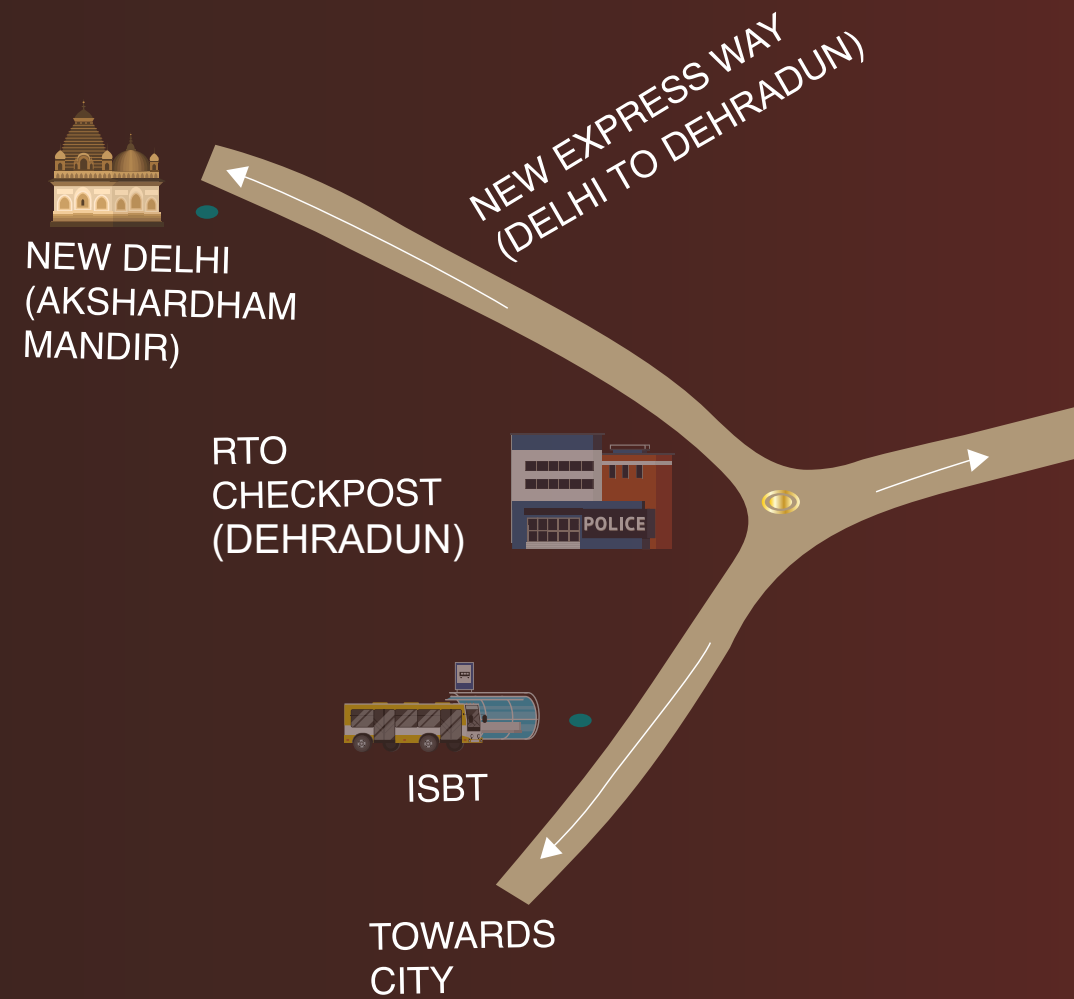 NEW EXPRESS WAY
(DELHI TO DEHRADUN)
NEW DELHI
(AKSHARDHAM
MANDIR)
RTO
CHECKPOST
(DEHRADUN)
POLICE
ISBT
TOWARDS
CITY